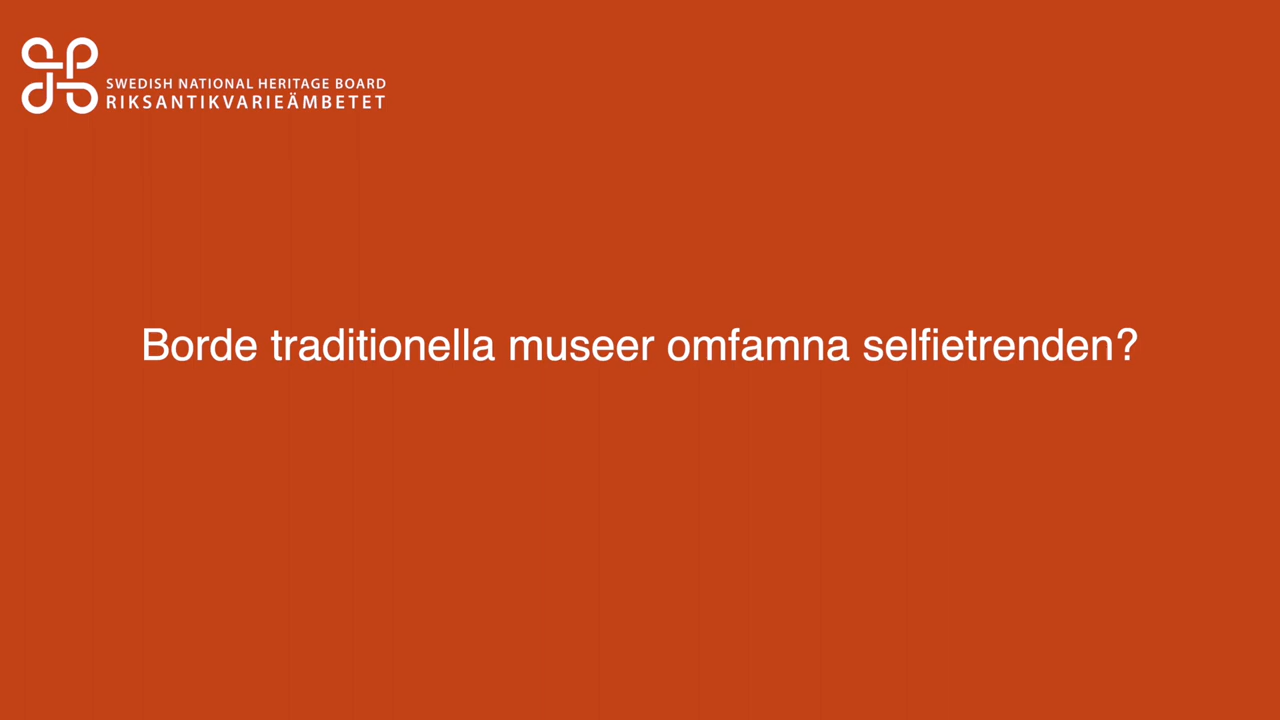 SWEDISH NATIONAL HERITAGE BOARD
RIKSANTIKVARIEÄMBETET
Borde traditionella museer omfamna selfietrenden?